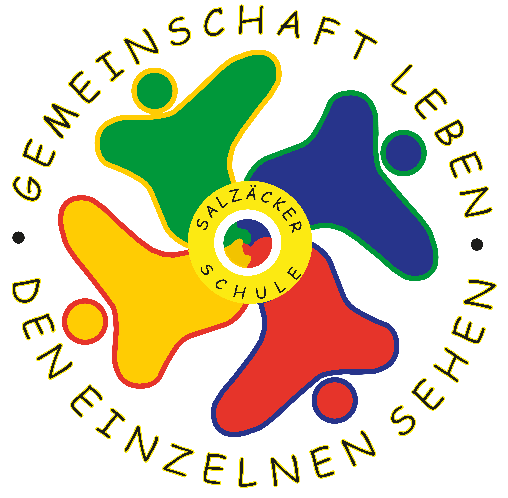 GEMEINSCHAFT LEBEN
DEN EINZELNEN SEHEN
SALZÄCKER
SCHULE